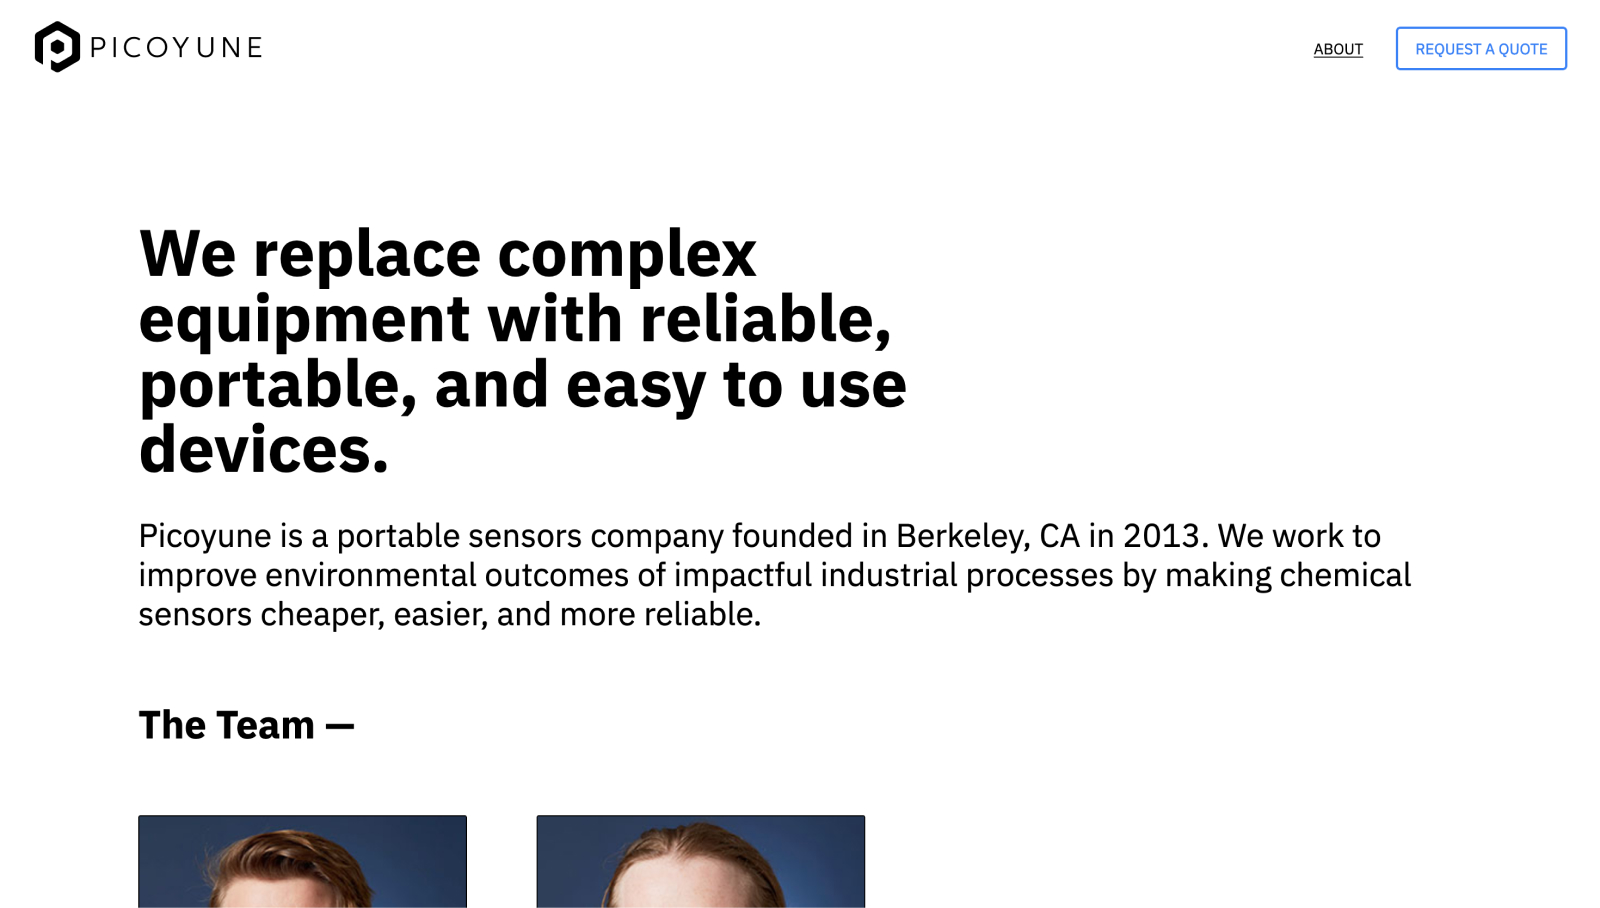 PICOYUNE
ABOUT
REQUEST A QUOTE
We replace complex
equipment with reliable,
portable, and easy to use
devices.
Picoyune is a portable sensors company founded in Berkeley, CA in 2013. We work to
improve environmental outcomes of impactful industrial processes by making chemical
sensors cheaper, easier, and more reliable.
The Team —